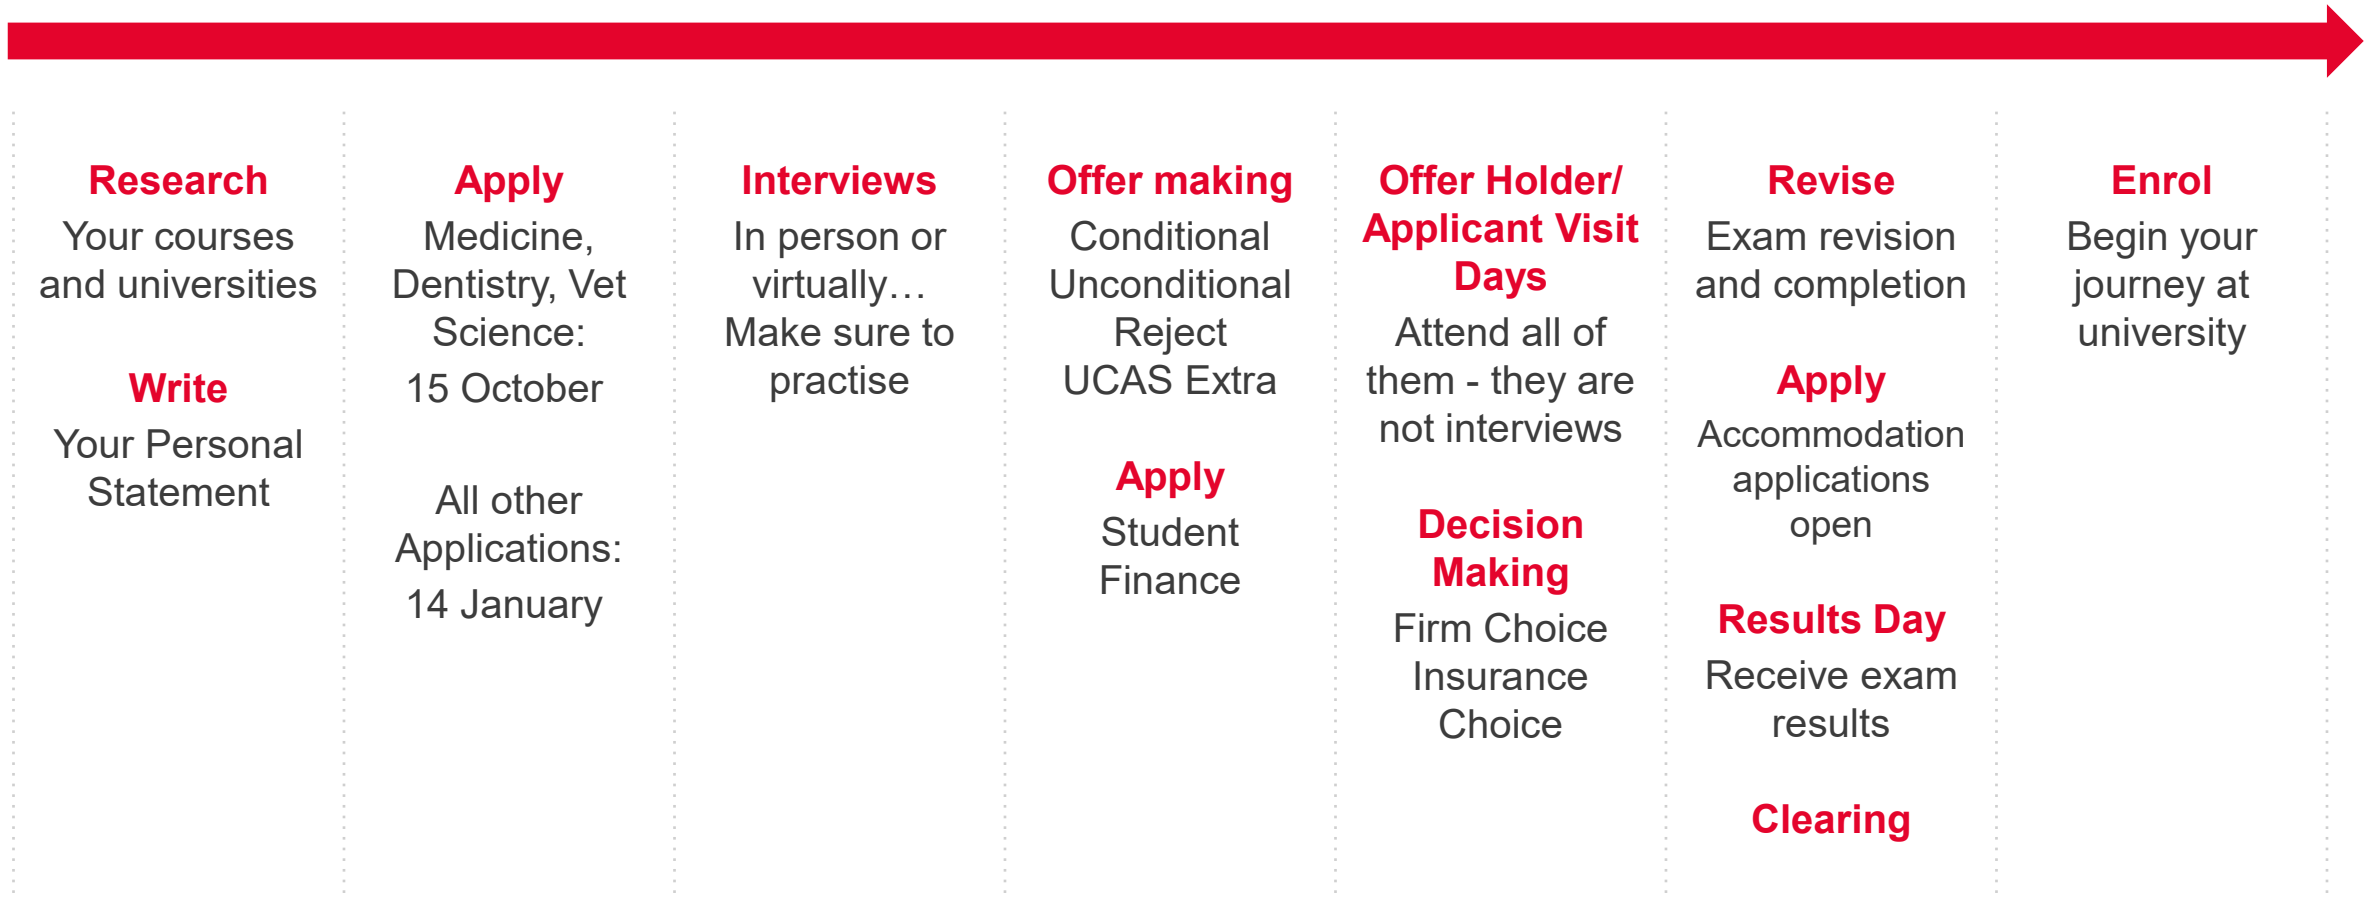 Research
Your courses
and universities
Write
Your Personal
Statement
Apply
Medicine,
Dentistry, Vet
Science:
15 October
All other
Applications:
14 January
Interviews
In person or
virtually…
Make sure to
practise
Offer making
Conditional
Unconditional
Reject
UCAS Extra
Apply
Student
Finance
Offer Holder/
Applicant Visit
Days
Attend all of
them - they are
not interviews
Decision
Making
Firm Choice
Insurance
Choice
Revise
Exam revision
and completion
Apply
Accommodation
applications
open
Results Day
Receive exam
results
Clearing
Enrol
Begin your
journey at
university